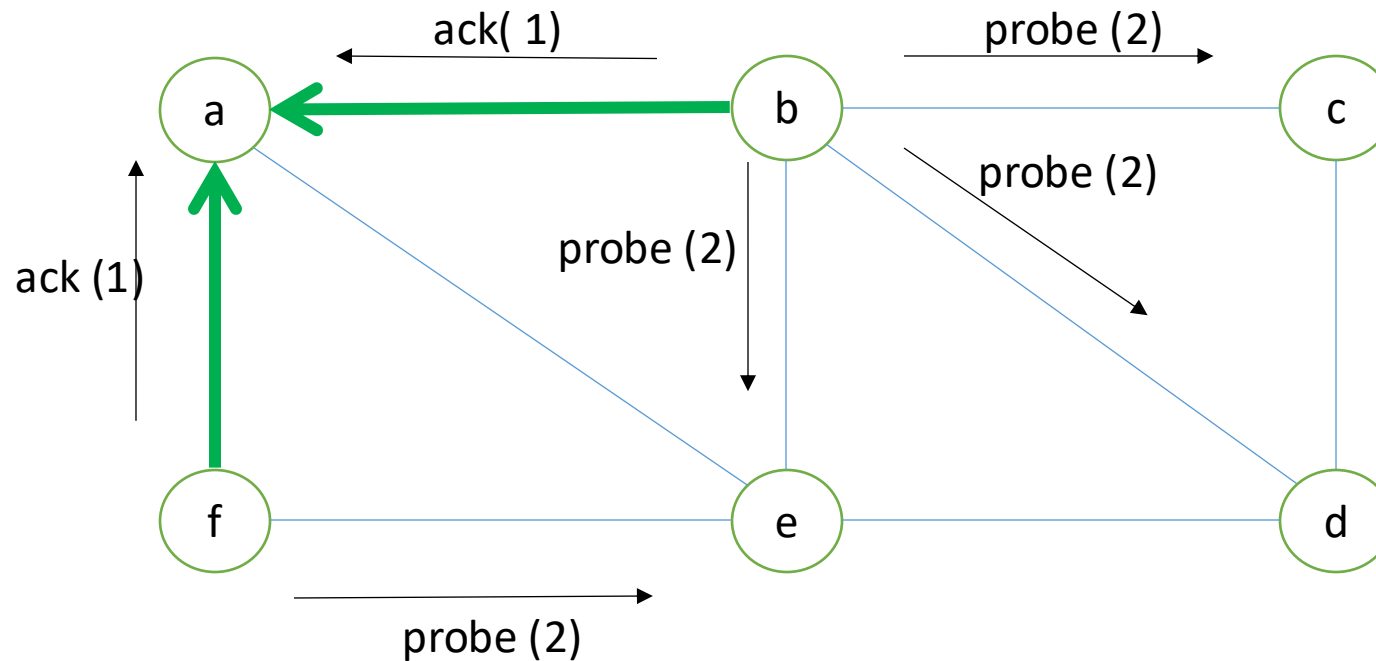 ack( 1)
probe (2)
a
b
c
probe (2)
probe (2)
ack (1)
f
e
d
probe (2)